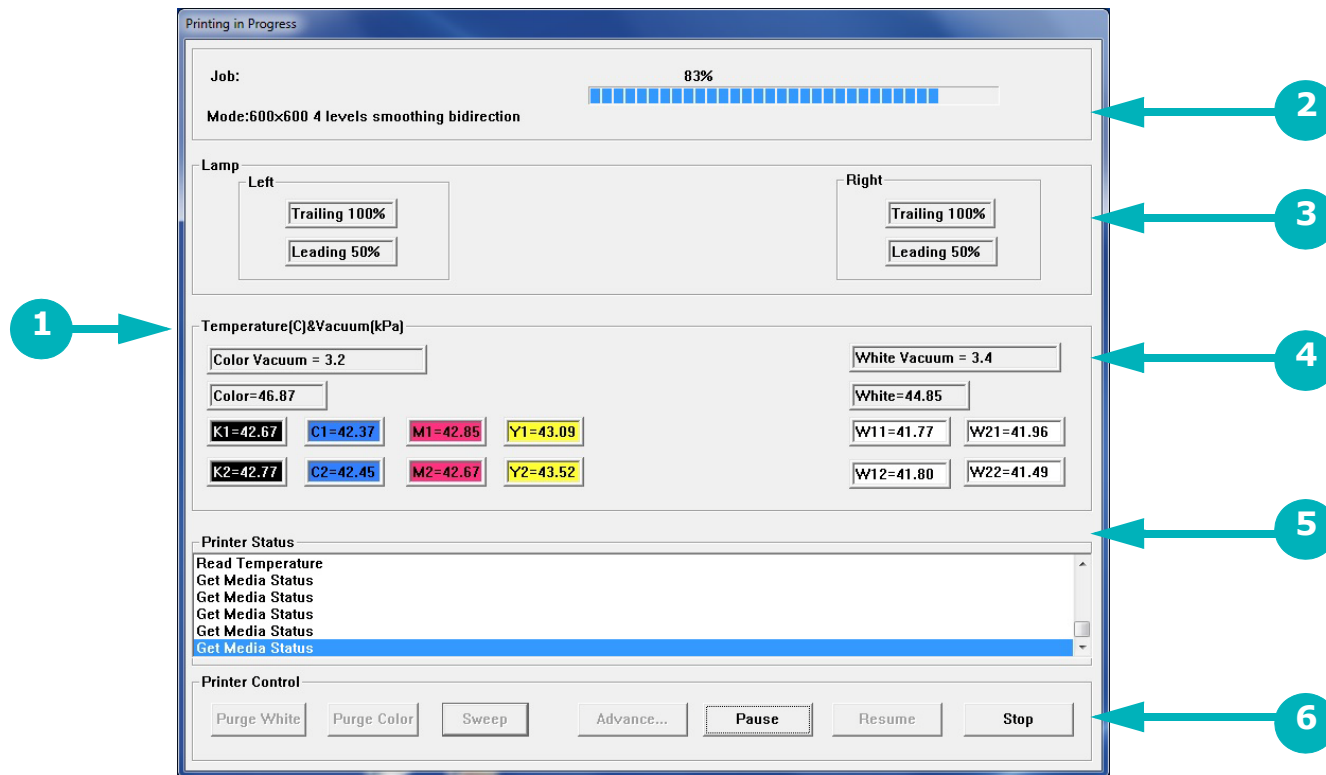 Printing in Progress
Job:
83%
Mode:600x600 4 levels smoothing bidirection
2
Lamp
Left
Right
Trailing 100%
Trailing 100%
3
Leading 50%
Leading 50%
1
Temperature(C)&Vacuum(kPa)
Color Vacuum = 3.2
White Vacuum = 3.4
4
Color=46.87
White=44.85
K1=42.67 C1=42.37 M1=42.85 Y1=43.09
W11=41.77 W21=41.96
K2=42.77 C2=42.45 M2=42.67 Y2=43.52
W12=41.80 W22=41.49
5
Printer Status
Read Temperature
Get Media Status
Get Media Status
Get Media Status
Get Media Status
Get Media Status
Printer Control
Purge White Purge Color Sweep Advance... Pause Resume Stop
6